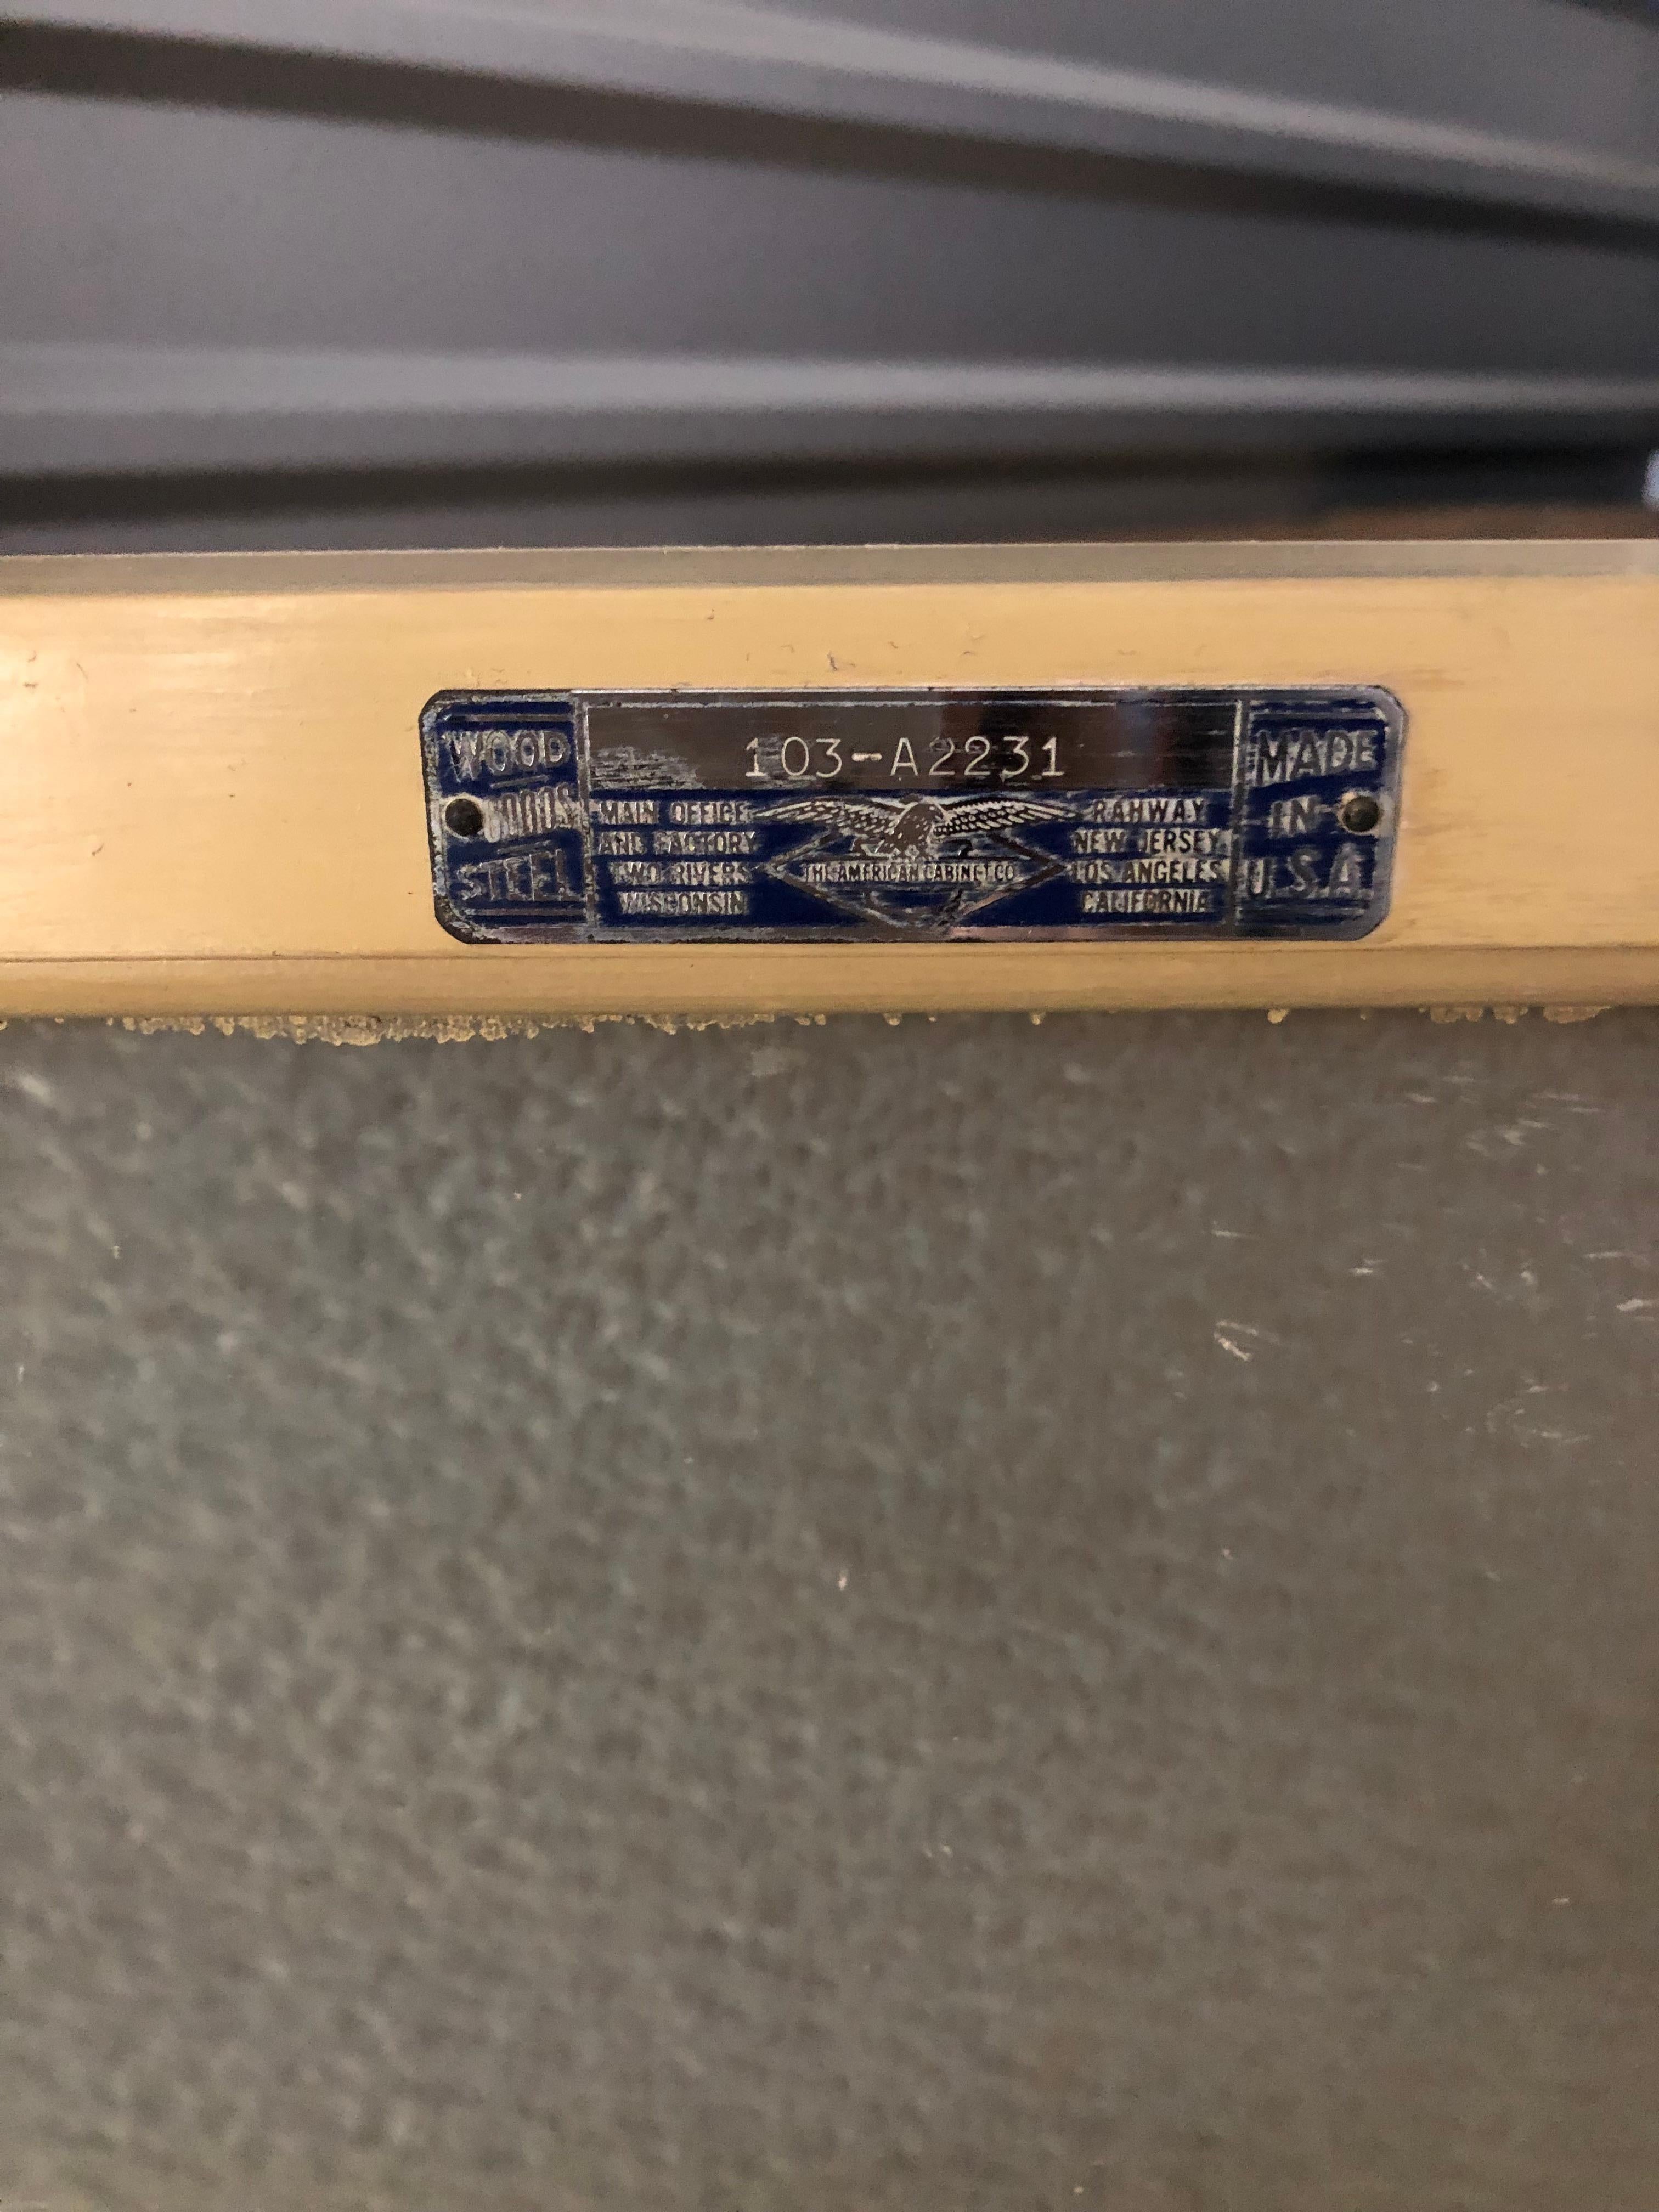 103-A2231
WOOD
GOODS
STEEL
MAIN OFFICE
AND FACTORY
TWO RIVERS
WISCONSIN
THE AMERICAN CABINET CO.
RAHWAY
NEW JERSEY
LOS ANGELES
CALIFORNIA
MADE
IN
U.S.A.